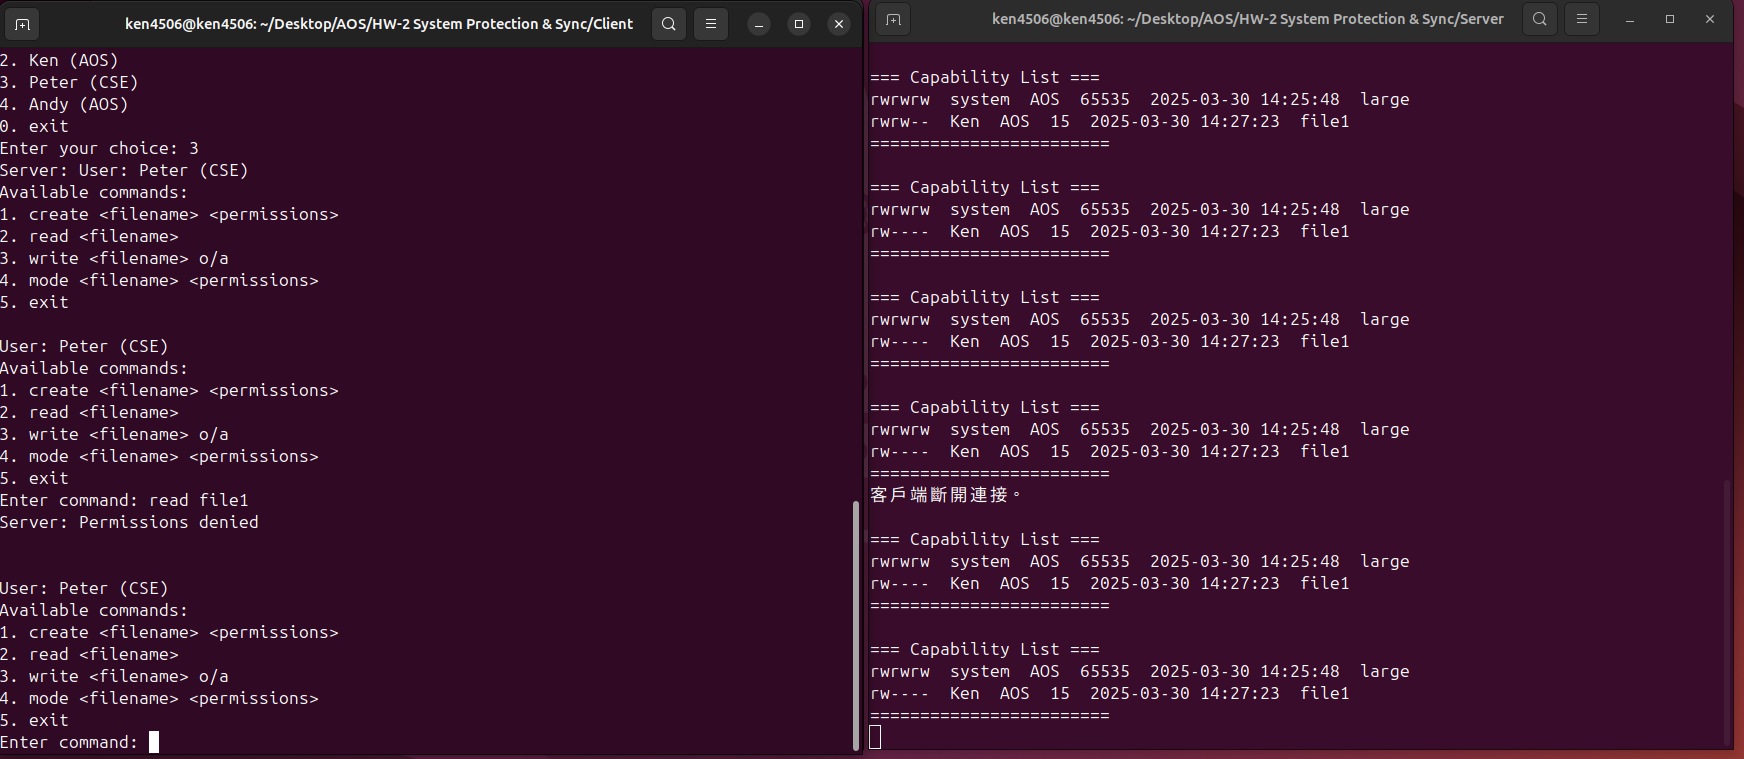 ken4506@ken4506: ~/Desktop/AOS/HW-2 System Protection & Sync/Client
2. Ken (AOS)
3. Peter (CSE)
4. Andy (AOS)
0. exit
Enter your choice: 3
Server: User: Peter (CSE)
Available commands:
1. create <filename> <permissions>
2. read <filename>
3. write <filename> o/a
4. mode <filename> <permissions>
5. exit
User: Peter (CSE)
Available commands:
1. create <filename> <permissions>
2. read <filename>
3. write <filename> o/a
4. mode <filename> <permissions>
5. exit
Enter command: read file1
Server: Permissions denied
User: Peter (CSE)
Available commands:
1. create <filename> <permissions>
2. read <filename>
3. write <filename> o/a
4. mode <filename> <permissions>
5. exit
Enter command:
ken4506@ken4506: ~/Desktop/AOS/HW-2 System Protection & Sync/Server
=== Capability List ===
rwrwrw  system  AOS  65535  2025-03-30 14:25:48  large
rwrw--  Ken  AOS  15  2025-03-30 14:27:23  file1
========================
=== Capability List ===
rwrwrw  system  AOS  65535  2025-03-30 14:25:48  large
rw----  Ken  AOS  15  2025-03-30 14:27:23  file1
========================
=== Capability List ===
rwrwrw  system  AOS  65535  2025-03-30 14:25:48  large
rw----  Ken  AOS  15  2025-03-30 14:27:23  file1
========================
=== Capability List ===
rwrwrw  system  AOS  65535  2025-03-30 14:25:48  large
rw----  Ken  AOS  15  2025-03-30 14:27:23  file1
========================
客戶端斷開連接。
=== Capability List ===
rwrwrw  system  AOS  65535  2025-03-30 14:25:48  large
rw----  Ken  AOS  15  2025-03-30 14:27:23  file1
========================
=== Capability List ===
rwrwrw  system  AOS  65535  2025-03-30 14:25:48  large
rw----  Ken  AOS  15  2025-03-30 14:27:23  file1
========================